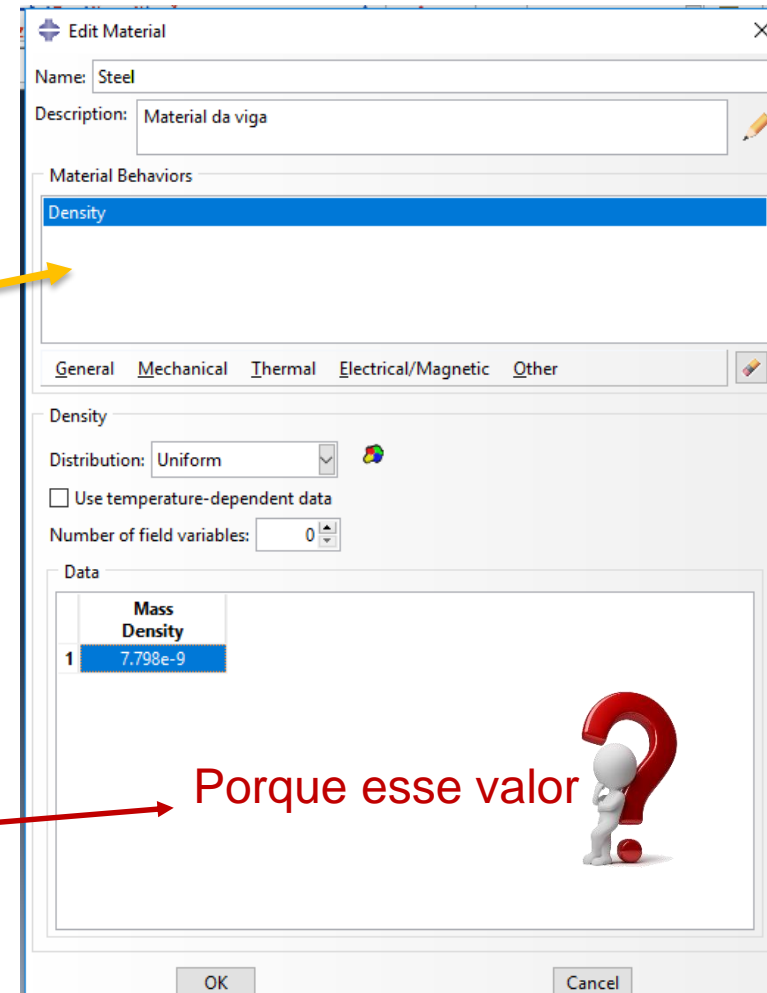 Edit Material
Name: Steel
Description: Material da viga
Material Behaviors
Density
General Mechanical Thermal Electrical/Magnetic Other
Density
Distribution: Uniform
Use temperature-dependent data
Number of field variables: 0
Data
Mass
Density
1 7.798e-9
Porque esse valor
OK Cancel